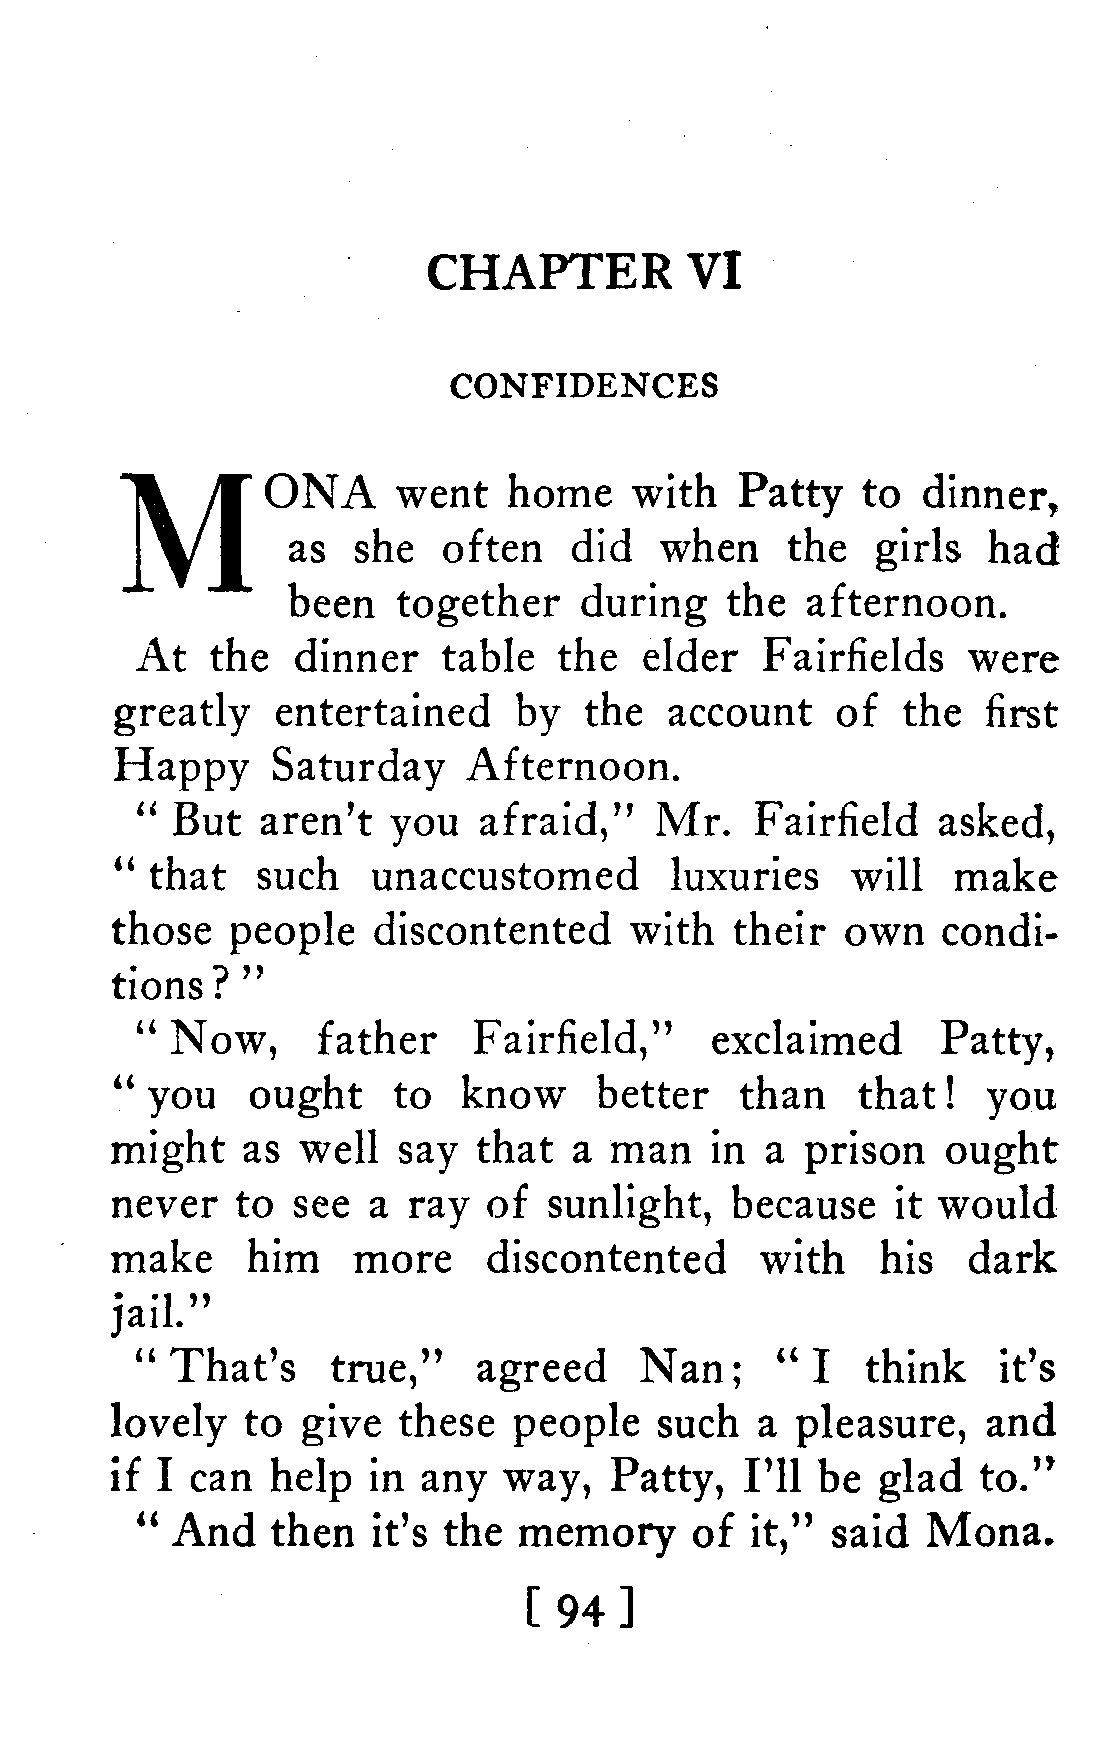 CHAPTER VI
CONFIDENCES
MONA went home with Patty to dinner,
as she often did when the girls had
been together during the afternoon.
At the dinner table the elder Fairfields were
greatly entertained by the account of the first
Happy Saturday Afternoon.
" But aren't you afraid," Mr. Fairfield asked,
" that such unaccustomed luxuries will make
those people discontented with their own condi-
tions ? "
" Now, father Fairfield," exclaimed Patty,
" you ought to know better than that ! you
might as well say that a man in a prison ought
never to see a ray of sunlight, because it would
make him more discontented with his dark
jail."
" That's true," agreed Nan ; " I think it's
lovely to give these people such a pleasure, and
if I can help in any way, Patty, I'll be glad to."
" And then it's the memory of it," said Mona.
[ 94 ]